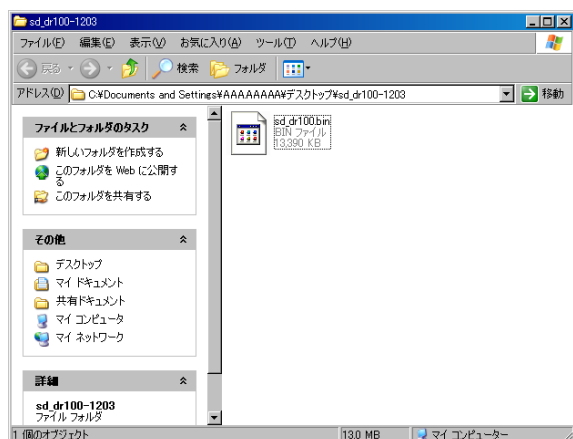 sd_dr100-1203
ファイル(F) 編集(E) 表示(V) お気に入り(A) ツール(T) ヘルプ(H)
戻る 検索 フォルダ
アドレス(D) C:¥Documents and Settings¥AAAAAAAA¥デスクトップ¥sd_dr100-1203 移動
ファイルとフォルダのタスク
新しいフォルダを作成する
このフォルダを Web に公開す
る
このフォルダを共有する
その他
デスクトップ
マイ ドキュメント
共有ドキュメント
マイ コンピュータ
マイ ネットワーク
詳細
sd_dr100-1203
ファイル フォルダ
sd_dr100.bin
BIN ファイル
13,390 KB
1 個のオブジェクト 13.0 MB マイ コンピューター